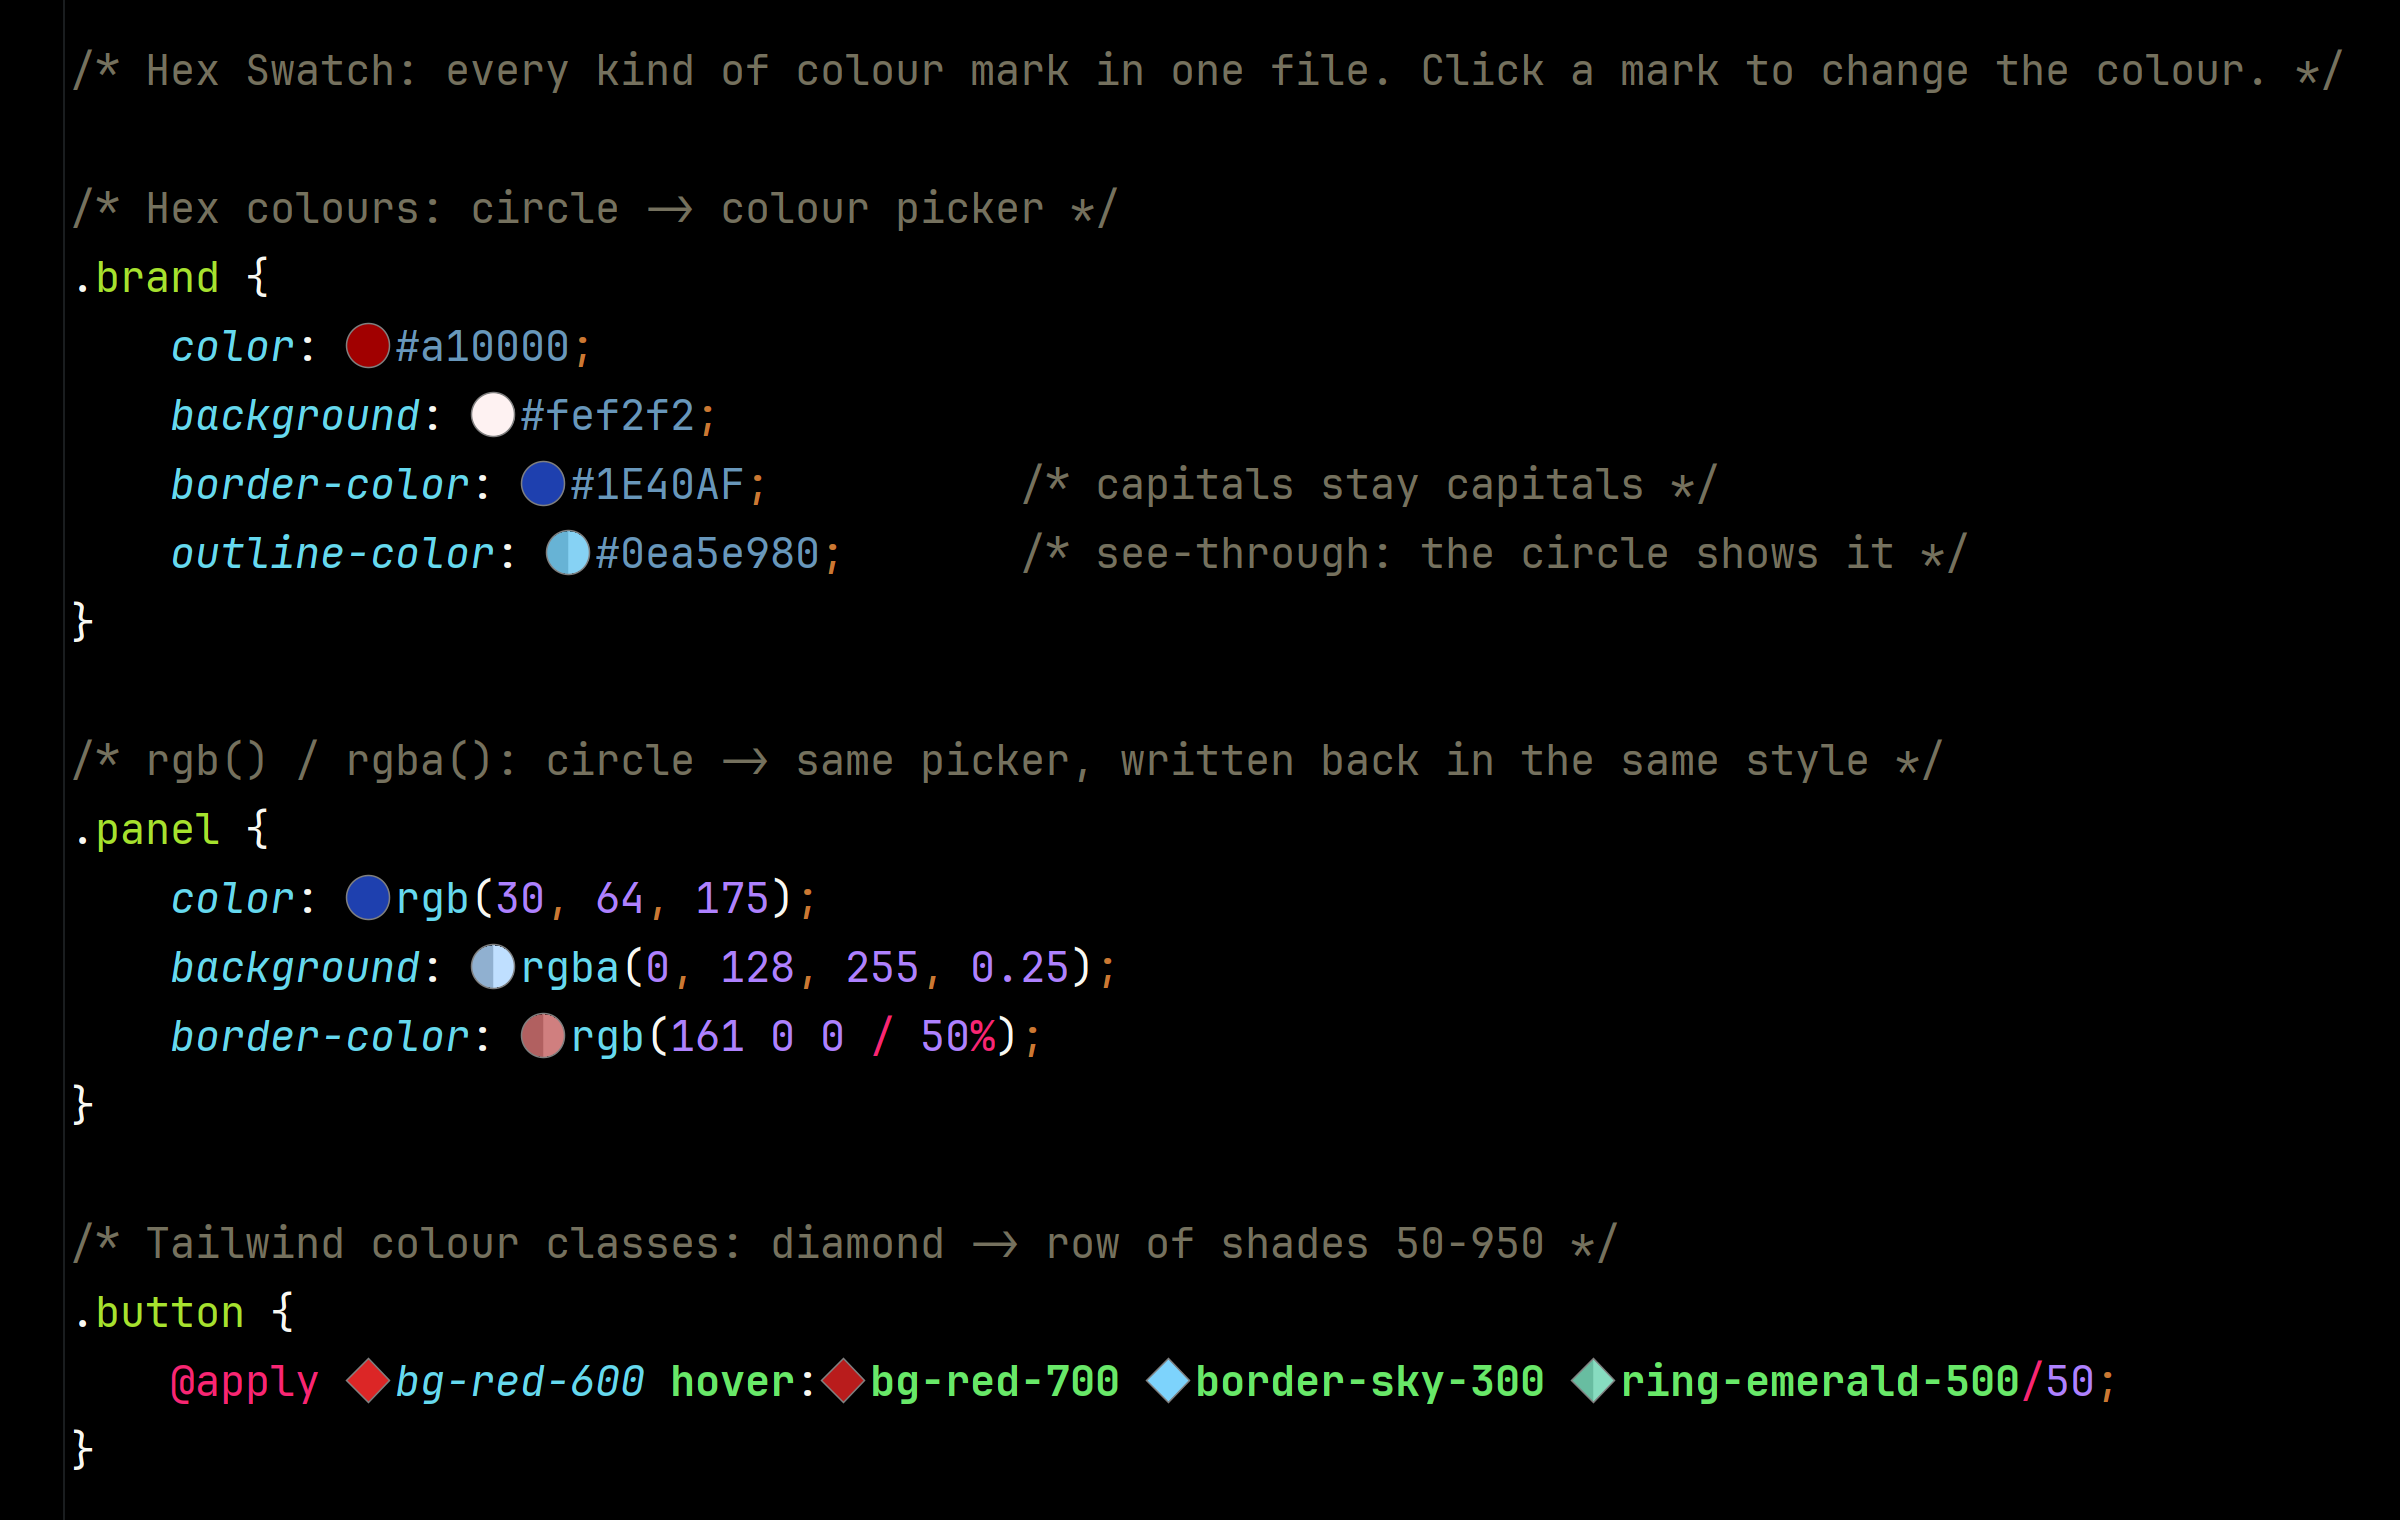 /* Hex Swatch: every kind of colour mark in one file. Click a mark to change the colour. */
/* Hex colours: circle -> colour picker */
.brand {
color: #a10000;
background: #fef2f2;
border-color: #1E40AF; /* capitals stay capitals */
outline-color: #0ea5e980; /* see-through: the circle shows it */
}
/* rgb() / rgba(): circle -> same picker, written back in the same style */
.panel {
color: rgb(30, 64, 175);
background: rgba(0, 128, 255, 0.25);
border-color: rgb(161 0 0 / 50%);
}
/* Tailwind colour classes: diamond -> row of shades 50-950 */
.button {
@apply bg-red-600 hover:bg-red-700 border-sky-300 ring-emerald-500/50;
}